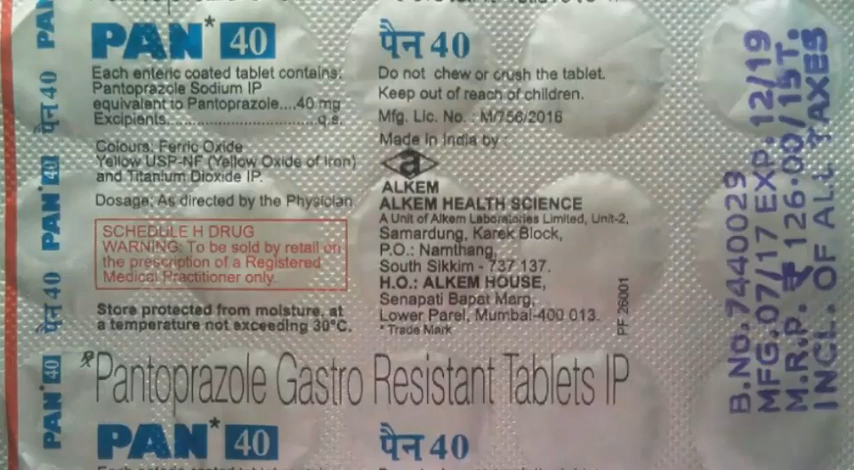 PAN* 40
Each enteric coated tablet contains:
Pantoprazole Sodium IP
equivalent to Pantoprazole....40 mg
Excipients.................................q.s.
Colours: Ferric Oxide
Yellow USP-NF (Yellow Oxide of Iron)
and Titanium Dioxide IP.
Dosage: As directed by the Physician
SCHEDULE H DRUG
WARNING: To be sold by retail on
the prescription of a Registered
Medical Practitioner only.
Store protected from moisture, at
a temperature not exceeding 30°C.
पैन 40
Do not chew or crush the tablet.
Keep out of reach of children.
Mfg. Lic. No. : M/756/2016
Made in India by :
a
ALKEM
ALKEM HEALTH SCIENCE
A Unit of Alkem Laboratories Limited, Unit-2,
Samardung, Karek Block,
P.O.: Namthang,
South Sikkim - 737 137.
H.O.: ALKEM HOUSE,
Senapati Bapat Marg,
Lower Parel, Mumbai-400 013.
* Trade Mark
PF 26001
Rx Pantoprazole Gastro Resistant Tablets IP
PAN* 40
पैन 40
PAN* 40 पैन 40 PAN* 40 पैन 40 PAN
B.No.7440029
MFG.07/17 EXP. 12/19
M.R.P. ₹ 126.00/15T.
INCL. OF ALL TAXES